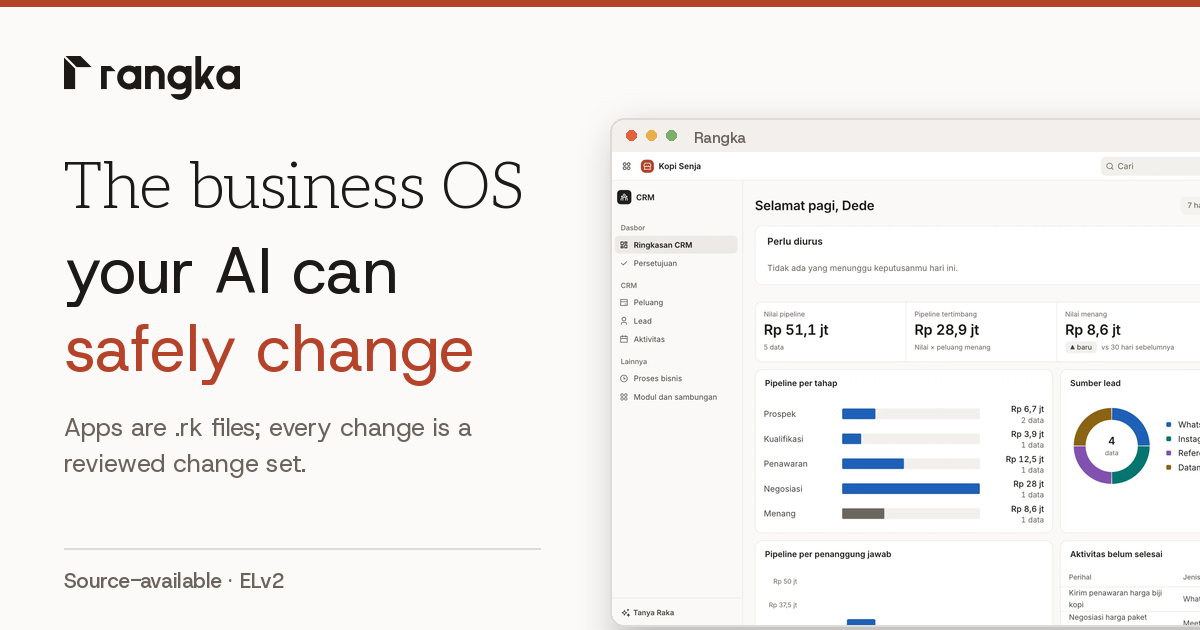 rangka
The business OS
your AI can
safely change
Apps are .rk files; every change is a
reviewed change set.
Source-available · ELv2
Rangka
Kopi Senja
Cari
CRM
Dasbor
Ringkasan CRM
Persetujuan
CRM
Peluang
Lead
Aktivitas
Lainnya
Proses bisnis
Modul dan sambungan
Tanya Raka
Selamat pagi, Dede
Perlu diurus
Tidak ada yang menunggu keputusanmu hari ini.
Nilai pipeline
Rp 51,1 jt
5 data
Pipeline tertimbang
Rp 28,9 jt
Nilai × peluang menang
Nilai menang
Rp 8,6 jt
▲ baru vs 30 hari sebelumnya
Pipeline per tahap
Prospek Rp 6,7 jt
2 data
Kualifikasi Rp 3,9 jt
1 data
Penawaran Rp 12,5 jt
1 data
Negosiasi Rp 28 jt
1 data
Menang Rp 8,6 jt
1 data
Sumber lead
4
data
Pipeline per penanggung jawab
Rp 50 jt
Rp 37,5 jt
Aktivitas belum selesai
Perihal
Kirim penawaran harga biji
kopi
Negosiasi harga paket